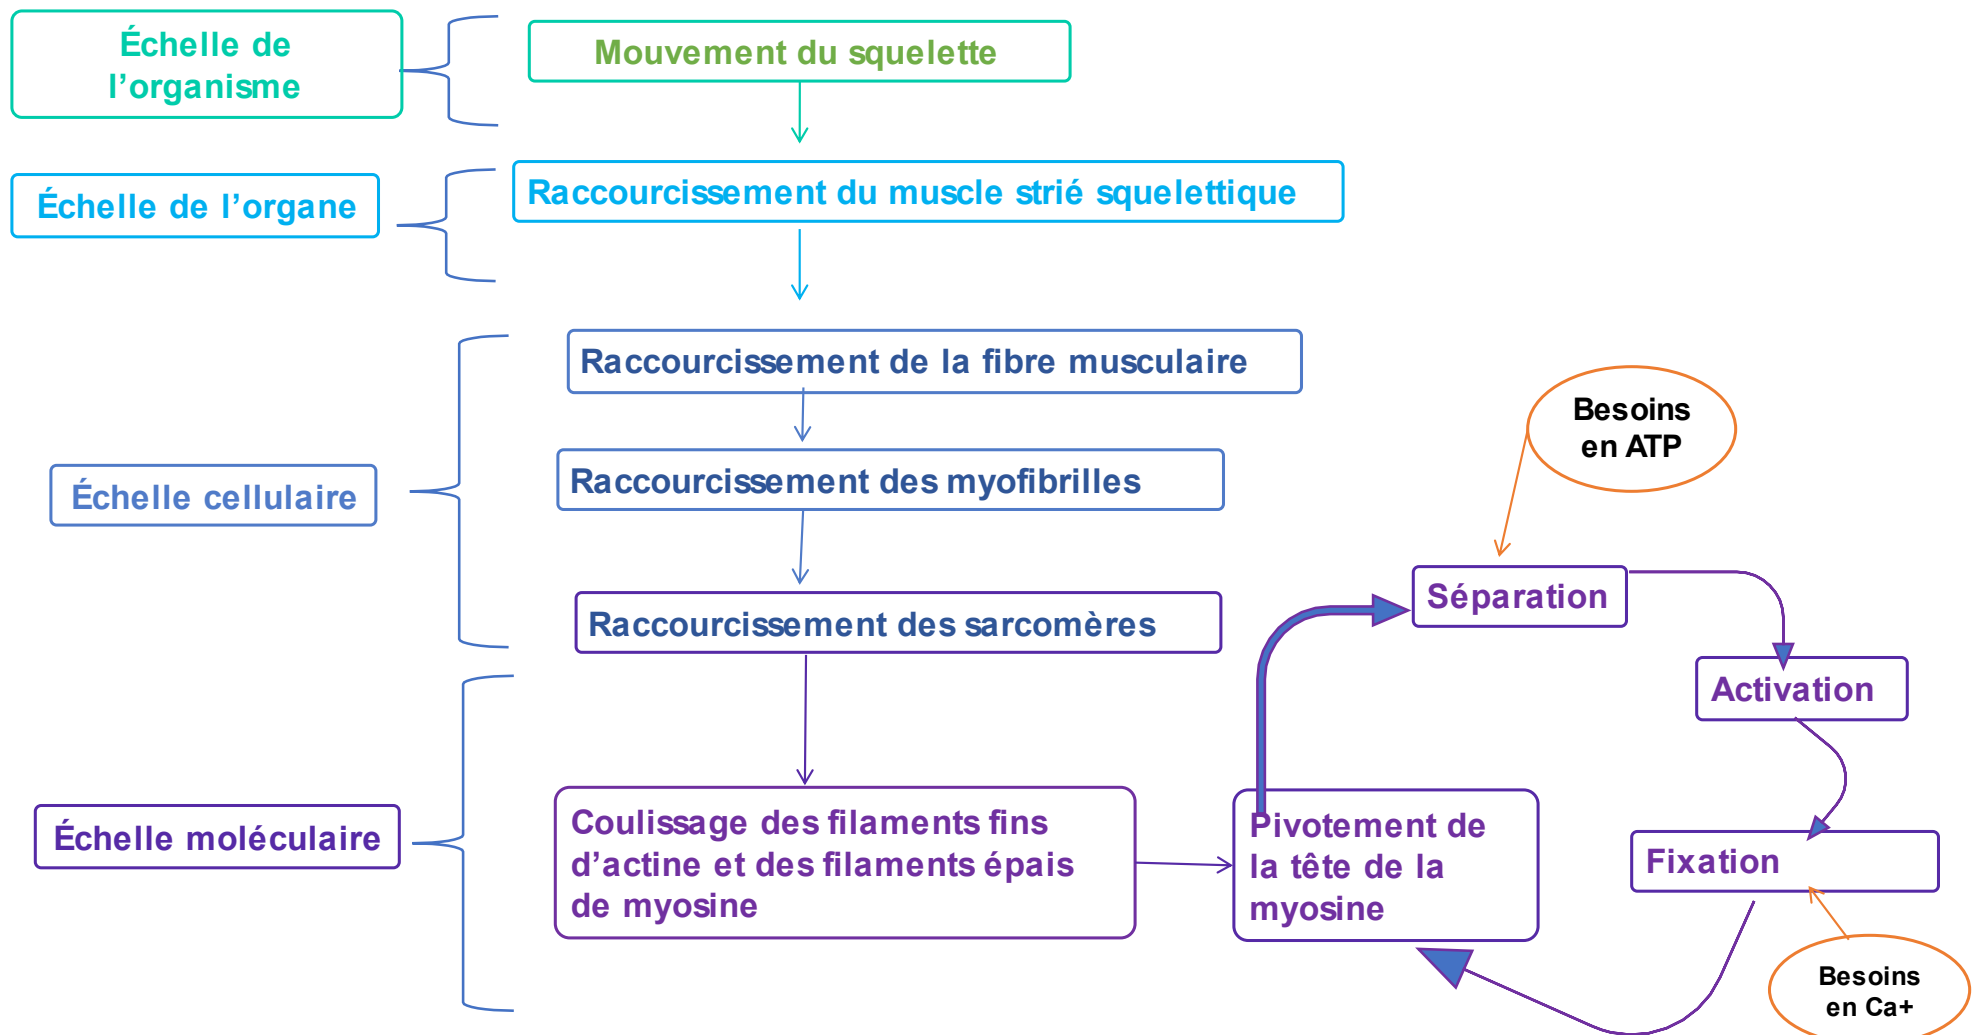 Échelle de
l’organisme
Mouvement du squelette
Échelle de l’organe
Raccourcissement du muscle strié squelettique
Raccourcissement de la fibre musculaire
Besoins
en ATP
Échelle cellulaire
Raccourcissement des myofibrilles
Séparation
Raccourcissement des sarcomères
Activation
Échelle moléculaire
Coulissage des filaments fins
d’actine et des filaments épais
de myosine
Pivotement de
la tête de la
myosine
Fixation
Besoins
en Ca+